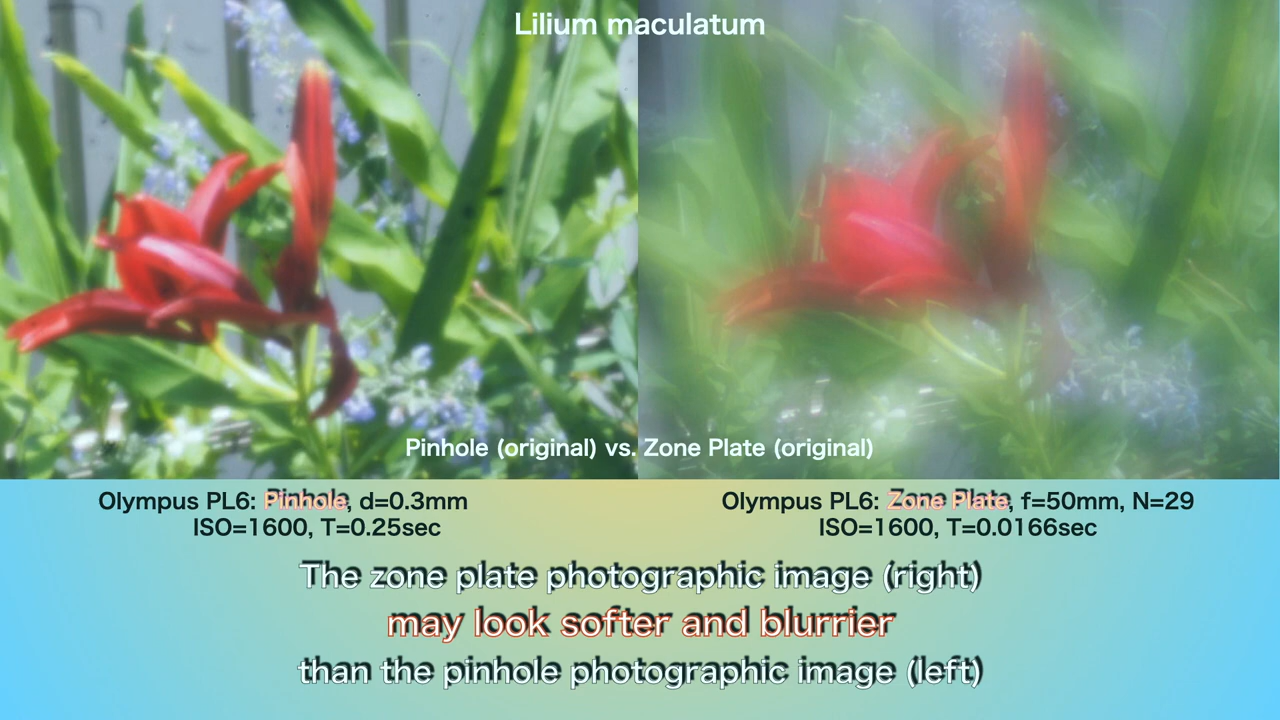 Lilium maculatum
Pinhole (original) vs. Zone Plate (original)
Olympus PL6: Pinhole, d=0.3mm
ISO=1600, T=0.25sec
Olympus PL6: Zone Plate, f=50mm, N=29
ISO=1600, T=0.0166sec
The zone plate photographic image (right)
may look softer and blurrier
than the pinhole photographic image (left)